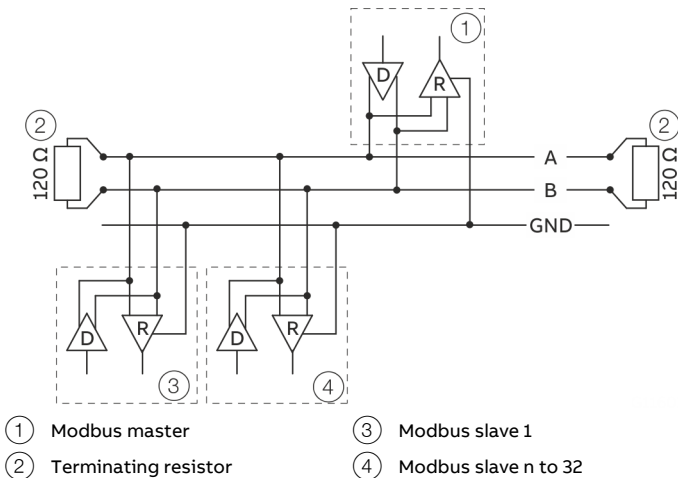 1
D
R
2
2
120 Ω
A
120 Ω
B
GND
D
R
D
R
3
4
1 Modbus master
3 Modbus slave 1
2 Terminating resistor
4 Modbus slave n to 32